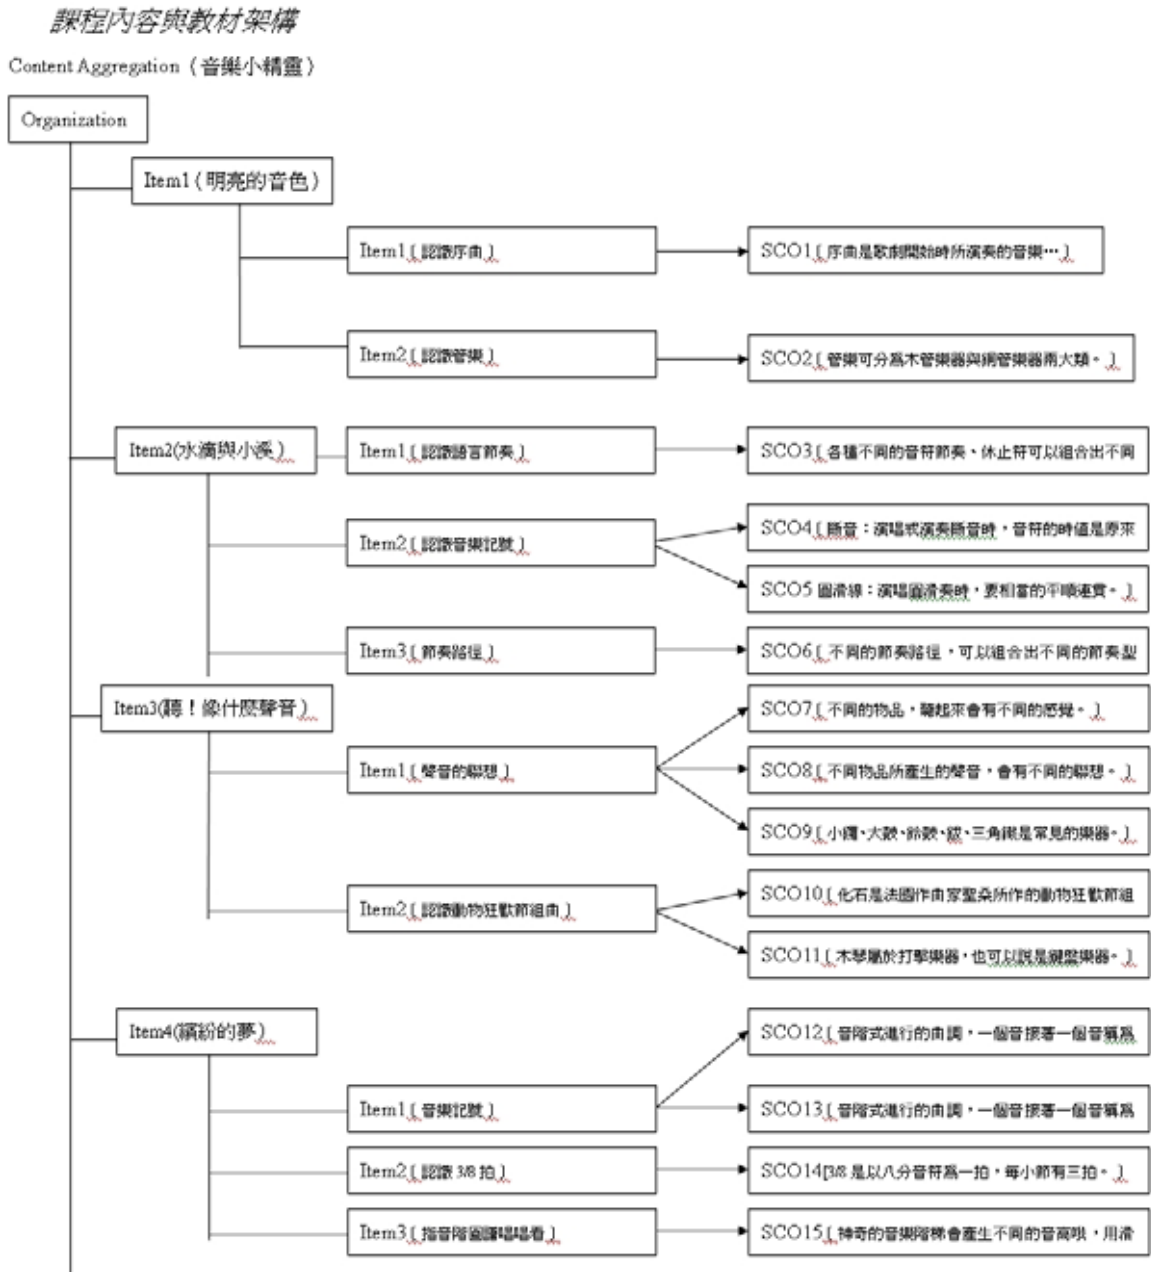 課程內容與教材架構
Content Aggregation（音樂小精靈）
Organization
Item1（明亮的音色）
Item1〔認識序曲〕
SCO1〔序曲是歌劇開始時所演奏的音樂…〕
Item2〔認識管樂〕
SCO2〔管樂可分為木管樂器與銅管樂器兩大類。〕
Item2(水滴與小溪）
Item1〔認識語言節奏〕
SCO3〔各種不同的音符節奏、休止符可以組合出不同
Item2〔認識音樂記號〕
SCO4〔斷音：演唱或演奏斷音時，音符的時值是原來
SCO5 圓滑線：演唱圓滑奏時，要相當的平順連貫。〕
Item3〔節奏路徑〕
SCO6〔不同的節奏路徑，可以組合出不同的節奏型
Item3(聽！像什麼聲音）
SCO7〔不同的物品，聽起來會有不同的感覺。〕
Item1〔聲音的聯想〕
SCO8〔不同物品所產生的聲音，會有不同的聯想。〕
SCO9〔小鑼、大鼓、鈴鼓、鈸、三角鐵是常見的樂器。〕
Item2〔認識動物狂歡節組曲〕
SCO10〔化石是法國作曲家聖桑所作的動物狂歡節組
SCO11〔木琴屬於打擊樂器，也可以說是鍵盤樂器。〕
Item4(繽紛的夢）
SCO12〔音階式進行的曲調，一個音接著一個音稱為
Item1〔音樂記號〕
SCO13〔音階式進行的曲調，一個音接著一個音稱為
Item2〔認識 3/8 拍〕
SCO14[3/8 是以八分音符為一拍，每小節有三拍。〕
Item3〔指音階圖譜唱唱看〕
SCO15〔神奇的音樂階梯會產生不同的音高哦，用滑